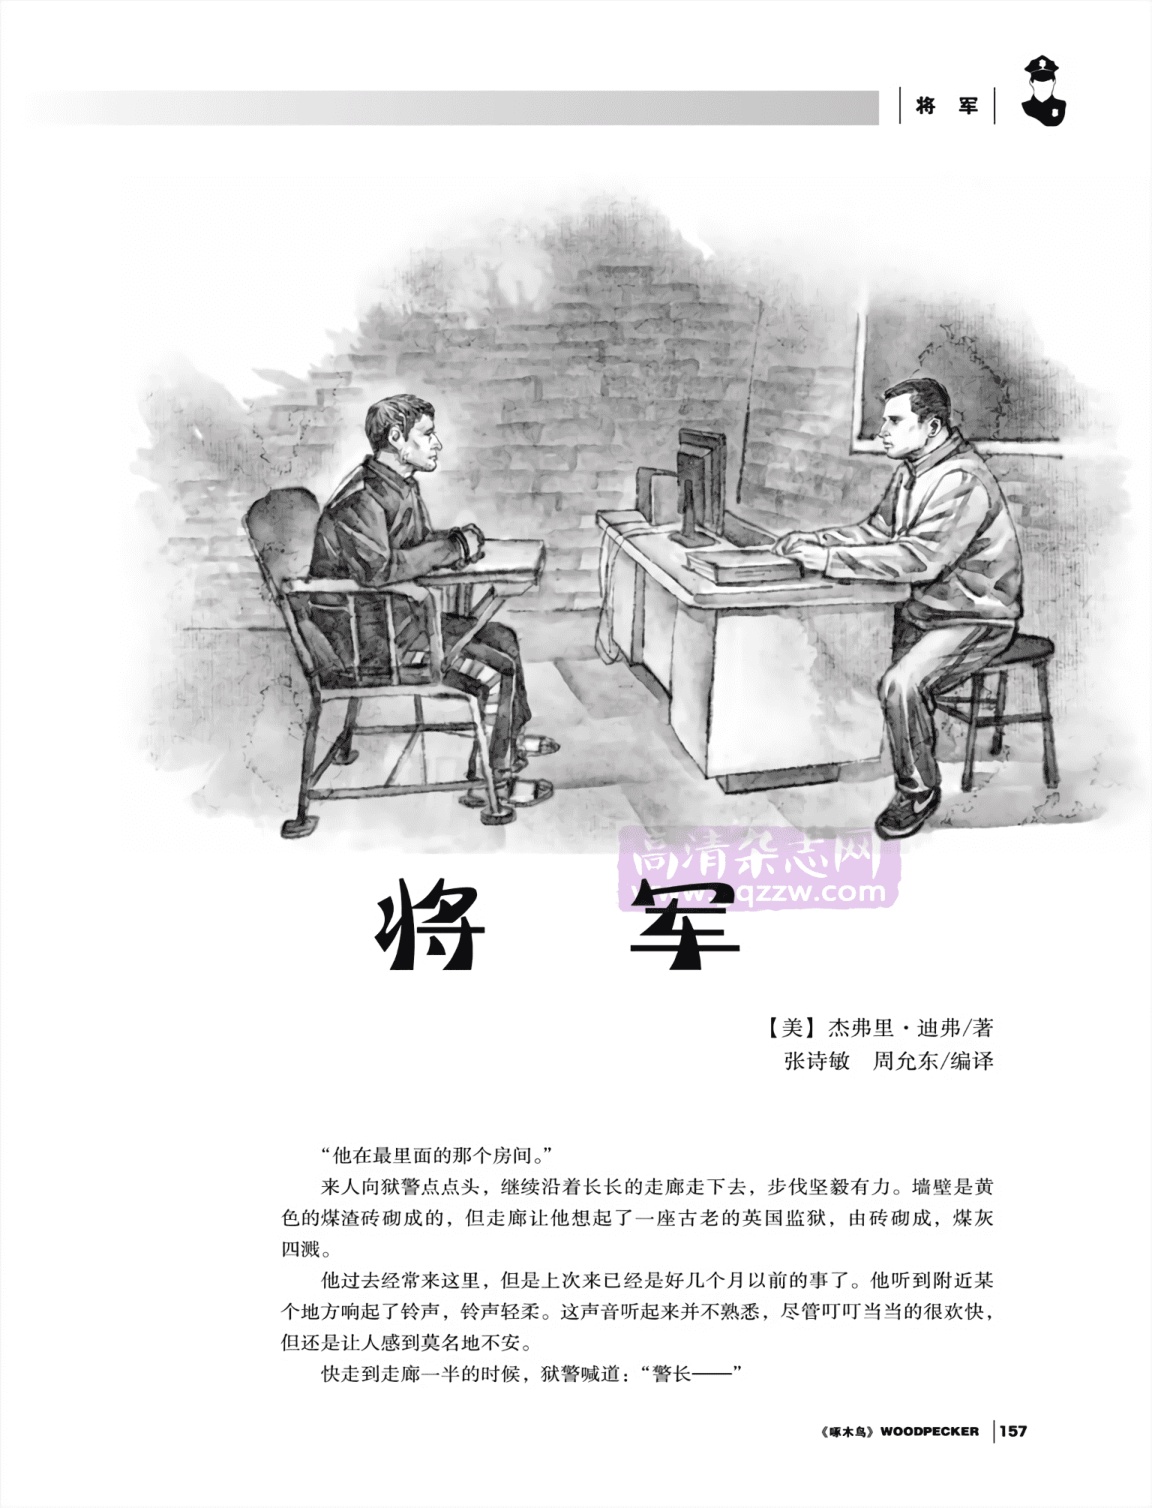 将 军
高清杂志网
www.gqzzw.com
将 军
【美】杰弗里·迪弗/著
张诗敏 周允东/编译
“他在最里面的那个房间。”
来人向狱警点点头，继续沿着长长的走廊走下去，步伐坚毅有力。墙壁是黄
色的煤渣砖砌成的，但走廊让他想起了一座古老的英国监狱，由砖砌成，煤灰
四溅。
他过去经常来这里，但是上次来已经是好几个月以前的事了。他听到附近某
个地方响起了铃声，铃声轻柔。这声音听起来并不熟悉，尽管叮叮当当的很欢快，
但还是让人感到莫名地不安。
快走到走廊一半的时候，狱警喊道：“警长——”
《啄木鸟》WOODPECKER 157